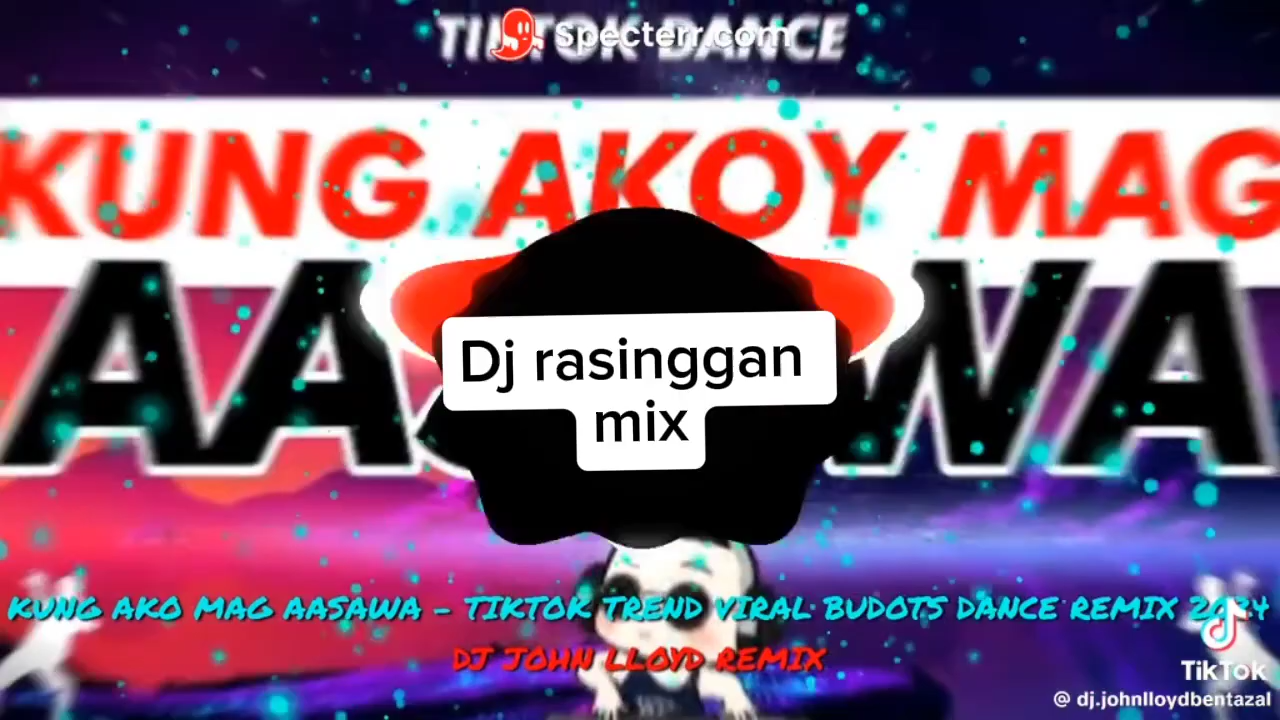 TIKTOK DANCE
Specterr.com
KUNG AKOY MAG
Dj rasinggan
mix
KUNG AKO MAG AASAWA - TIKTOK TREND VIRAL BUDOTS DANCE REMIX 2024
DJ JOHN LLOYD REMIX
TikTok
@ dj.johnlloydbentazal